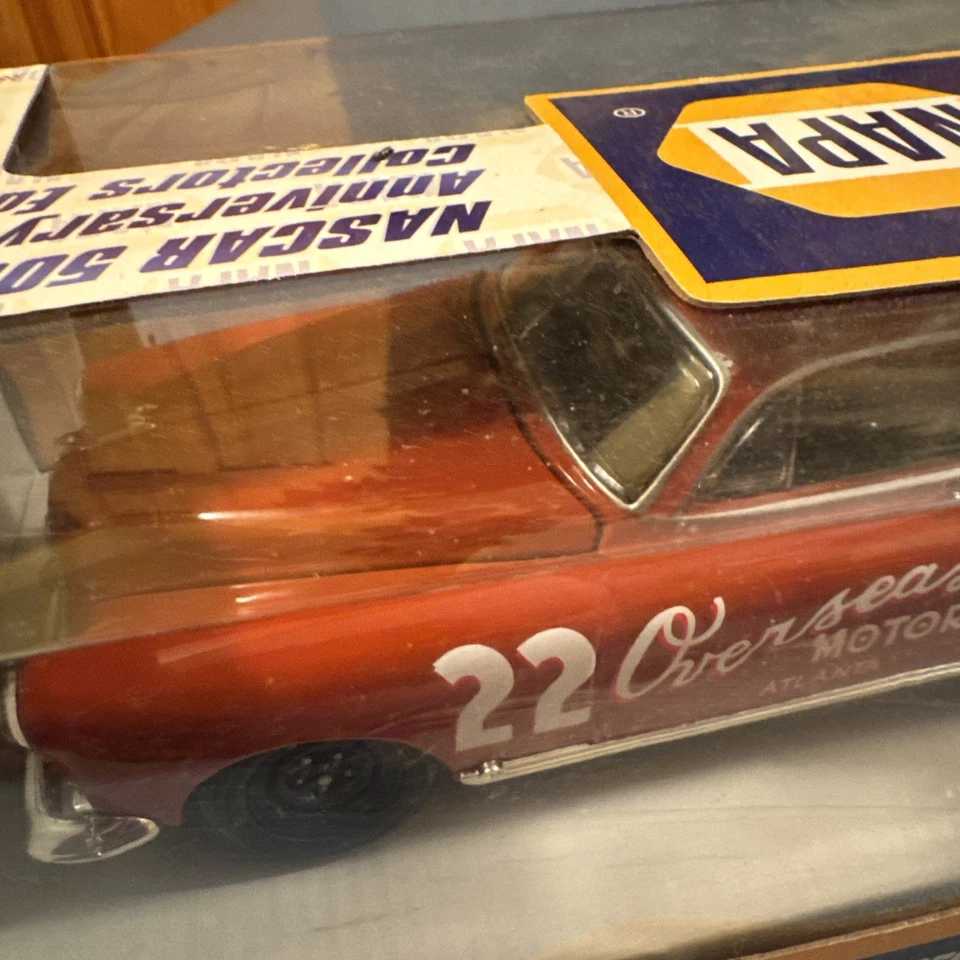 NAPA
®
NASCAR 50
Anniversary
Collectors
22 Overseas
MOTOR
ATLANTA